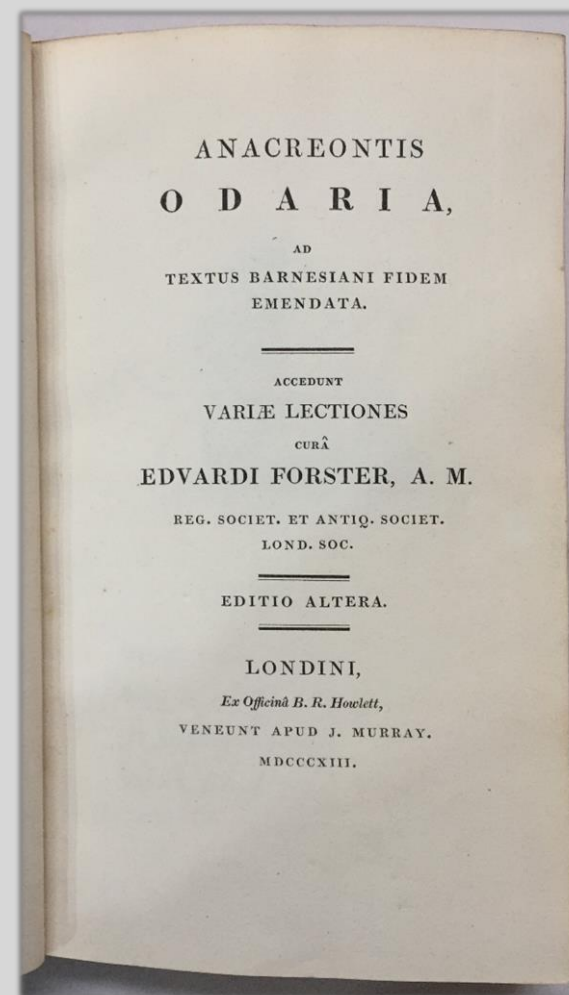 ANACREONTIS
ODARIA,
AD
TEXTUS BARNESIANI FIDEM
EMENDATA.
ACCEDUNT
VARIÆ LECTIONES
CURÂ
EDVARDI FORSTER, A. M.
REG. SOCIET. ET ANTIQ. SOCIET.
LOND. SOC.
EDITIO ALTERA.
LONDINI,
Ex Officinâ B. R. Howlett,
VENEUNT APUD J. MURRAY.
MDCCCXIII.